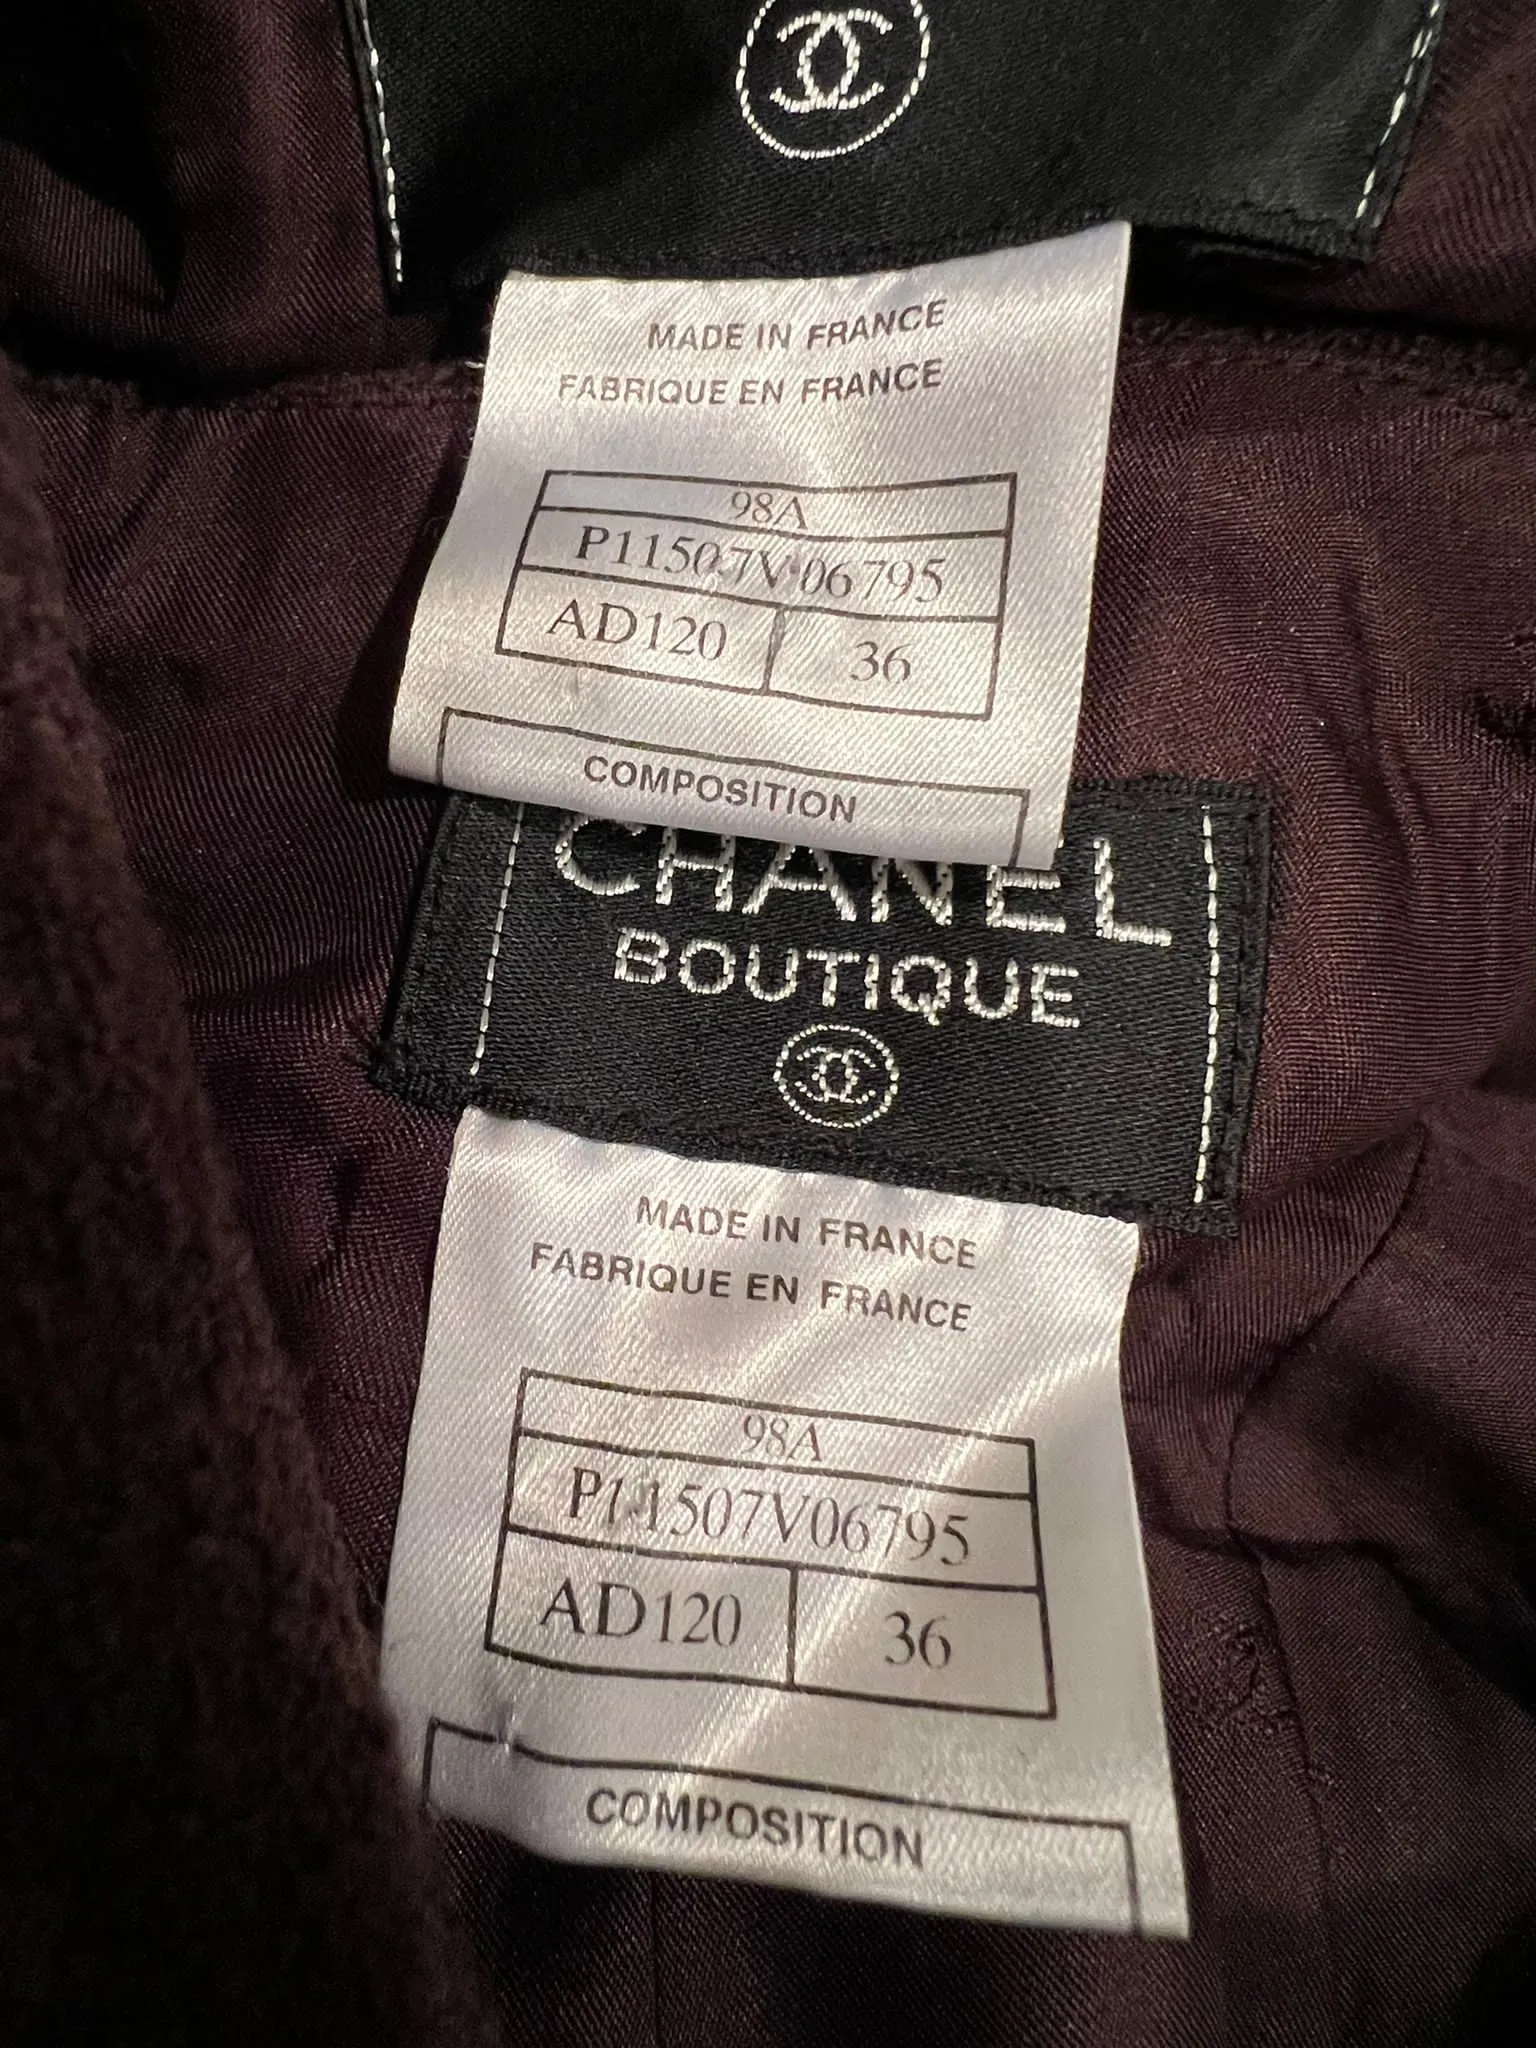 MADE IN FRANCE
FABRIQUE EN FRANCE
98A
P11507V06795
AD120 36
COMPOSITION
CHANEL
BOUTIQUE
MADE IN FRANCE
FABRIQUE EN FRANCE
98A
P11507V06795
AD120 36
COMPOSITION